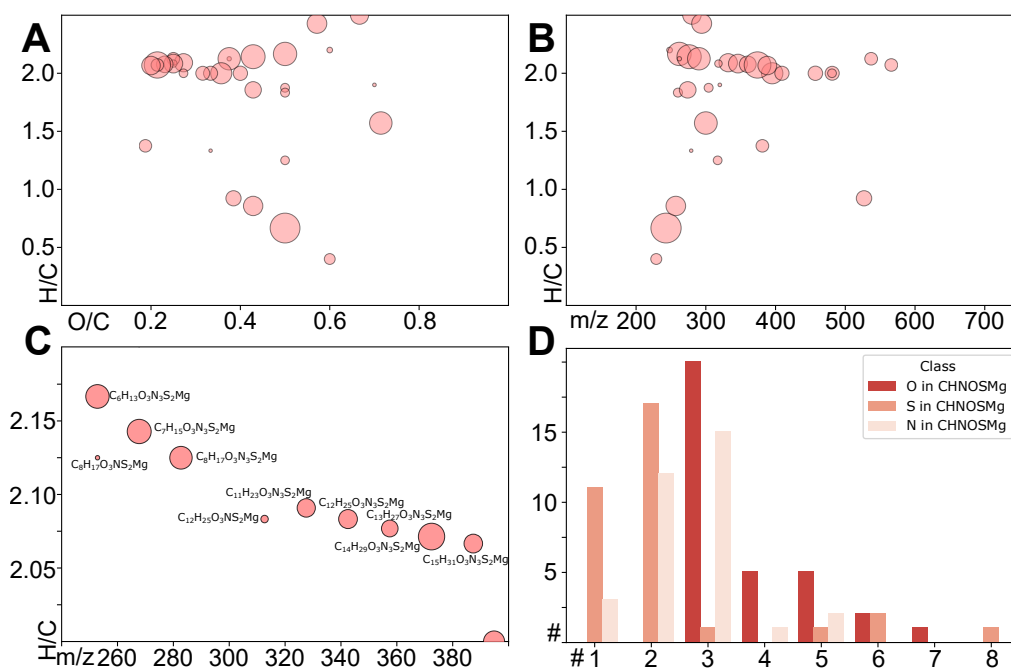 A
2.0
1.5
1.0
0.5
H/C
O/C 0.2 0.4 0.6 0.8
B
2.0
1.5
1.0
0.5
H/C
m/z 200 300 400 500 600 700
C
2.15
2.10
2.05
H/C
C₆H₁₃O₃N₃S₂Mg
C₇H₁₅O₃N₃S₂Mg
C₈H₁₇O₃NS₂Mg
C₈H₁₇O₃N₃S₂Mg
C₁₁H₂₃O₃N₃S₂Mg
C₁₂H₂₅O₃N₃S₂Mg
C₁₂H₂₅O₃NS₂Mg
C₁₃H₂₇O₃N₃S₂Mg
C₁₄H₂₉O₃N₃S₂Mg
C₁₅H₃₁O₃N₃S₂Mg
m/z 260 280 300 320 340 360 380
D
Class
O in CHNOSMg
S in CHNOSMg
N in CHNOSMg
15
10
5
#
# 1 2 3 4 5 6 7 8